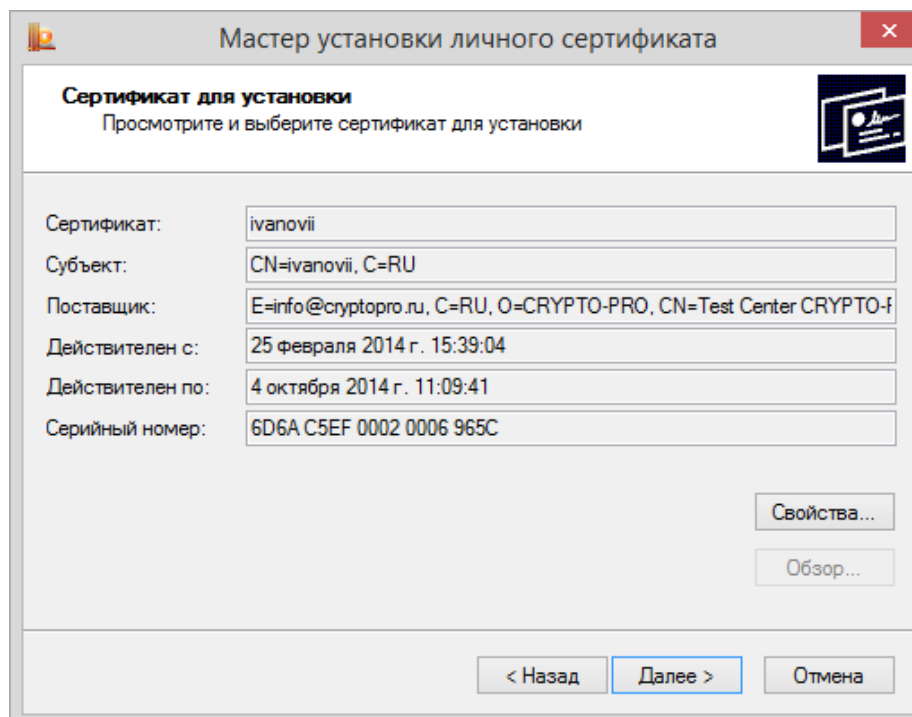 Мастер установки личного сертификата
Сертификат для установки
Просмотрите и выберите сертификат для установки
Сертификат: ivanovii
Субъект: CN=ivanovii, C=RU
Поставщик: E=info@cryptopro.ru, C=RU, O=CRYPTO-PRO, CN=Test Center CRYPTO-
Действителен с: 25 февраля 2014 г. 15:39:04
Действителен по: 4 октября 2014 г. 11:09:41
Серийный номер: 6D6A C5EF 0002 0006 965C
Свойства...
Обзор...
< Назад Далее > Отмена